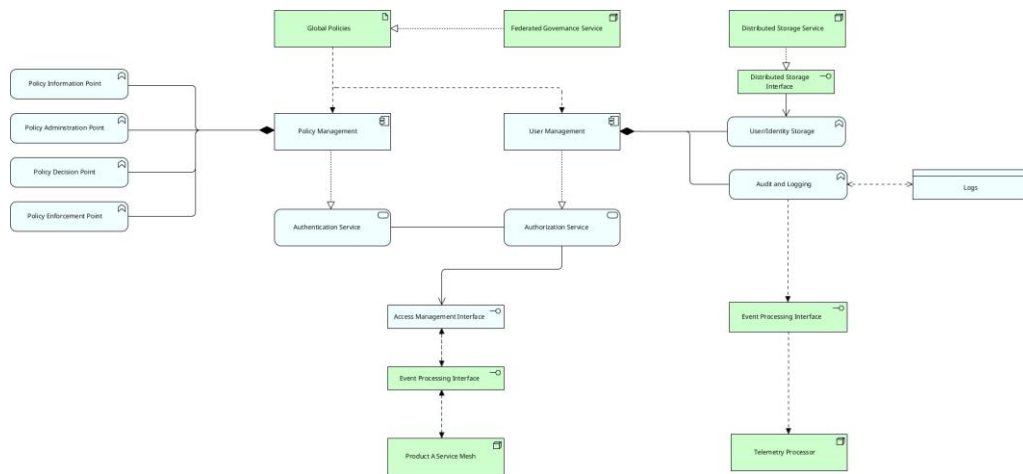 Global Policies
Federated Governance Service
Distributed Storage Service
Policy Information Point
Distributed Storage
Interface
Policy Adminstration Point
Policy Management
User Management
User/Identity Storage
Policy Decision Point
Audit and Logging
Logs
Policy Enforcement Point
Authentication Service
Authorization Service
Access Management Interface
Event Processing Interface
Event Processing Interface
Product A Service Mesh
Telemetry Processor